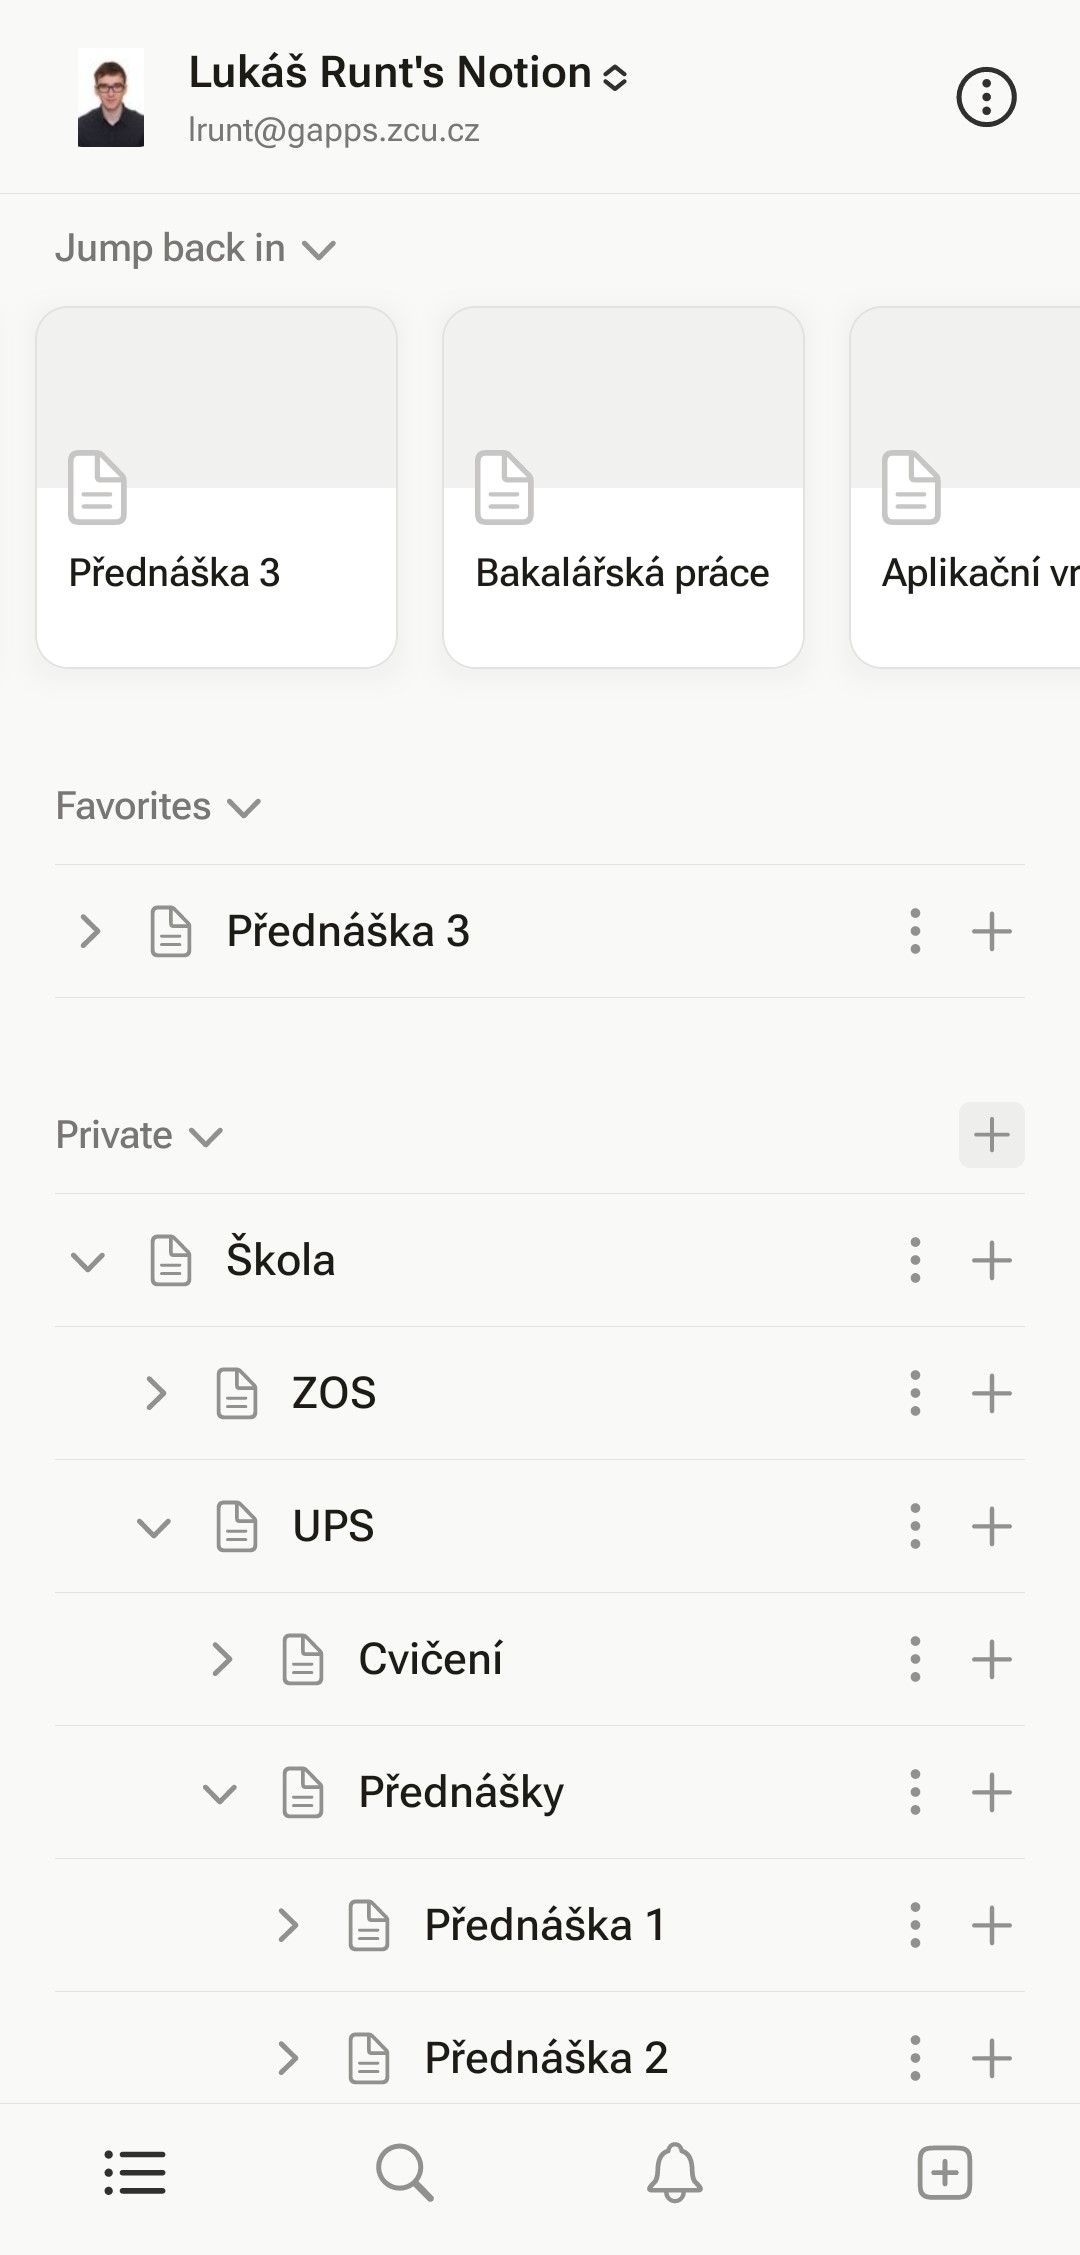 Lukáš Runt's Notion
lrunt@gapps.zcu.cz
Jump back in
Přednáška 3
Bakalářská práce
Aplikační vr
Favorites
Přednáška 3
Private
Škola
ZOS
UPS
Cvičení
Přednášky
Přednáška 1
Přednáška 2